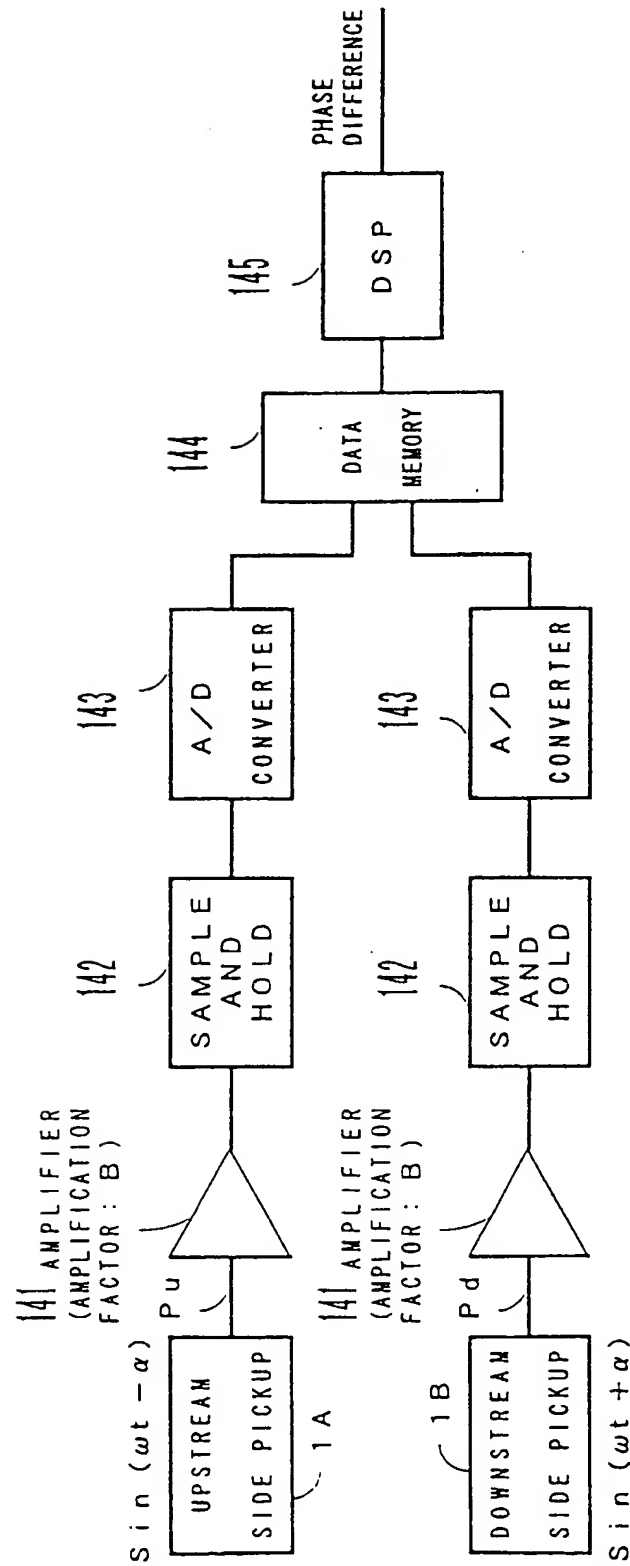 Sin (ωt − α)
UPSTREAM
SIDE PICKUP
1A
Pu
141 AMPLIFIER
(AMPLIFICATION
FACTOR : B)
142
SAMPLE
AND
HOLD
143
A/D
CONVERTER
1B
DOWNSTREAM
SIDE PICKUP
Sin (ωt + α)
Pd
141 AMPLIFIER
(AMPLIFICATION
FACTOR : B)
142
SAMPLE
AND
HOLD
143
A/D
CONVERTER
144
DATA
MEMORY
145
DSP
PHASE
DIFFERENCE